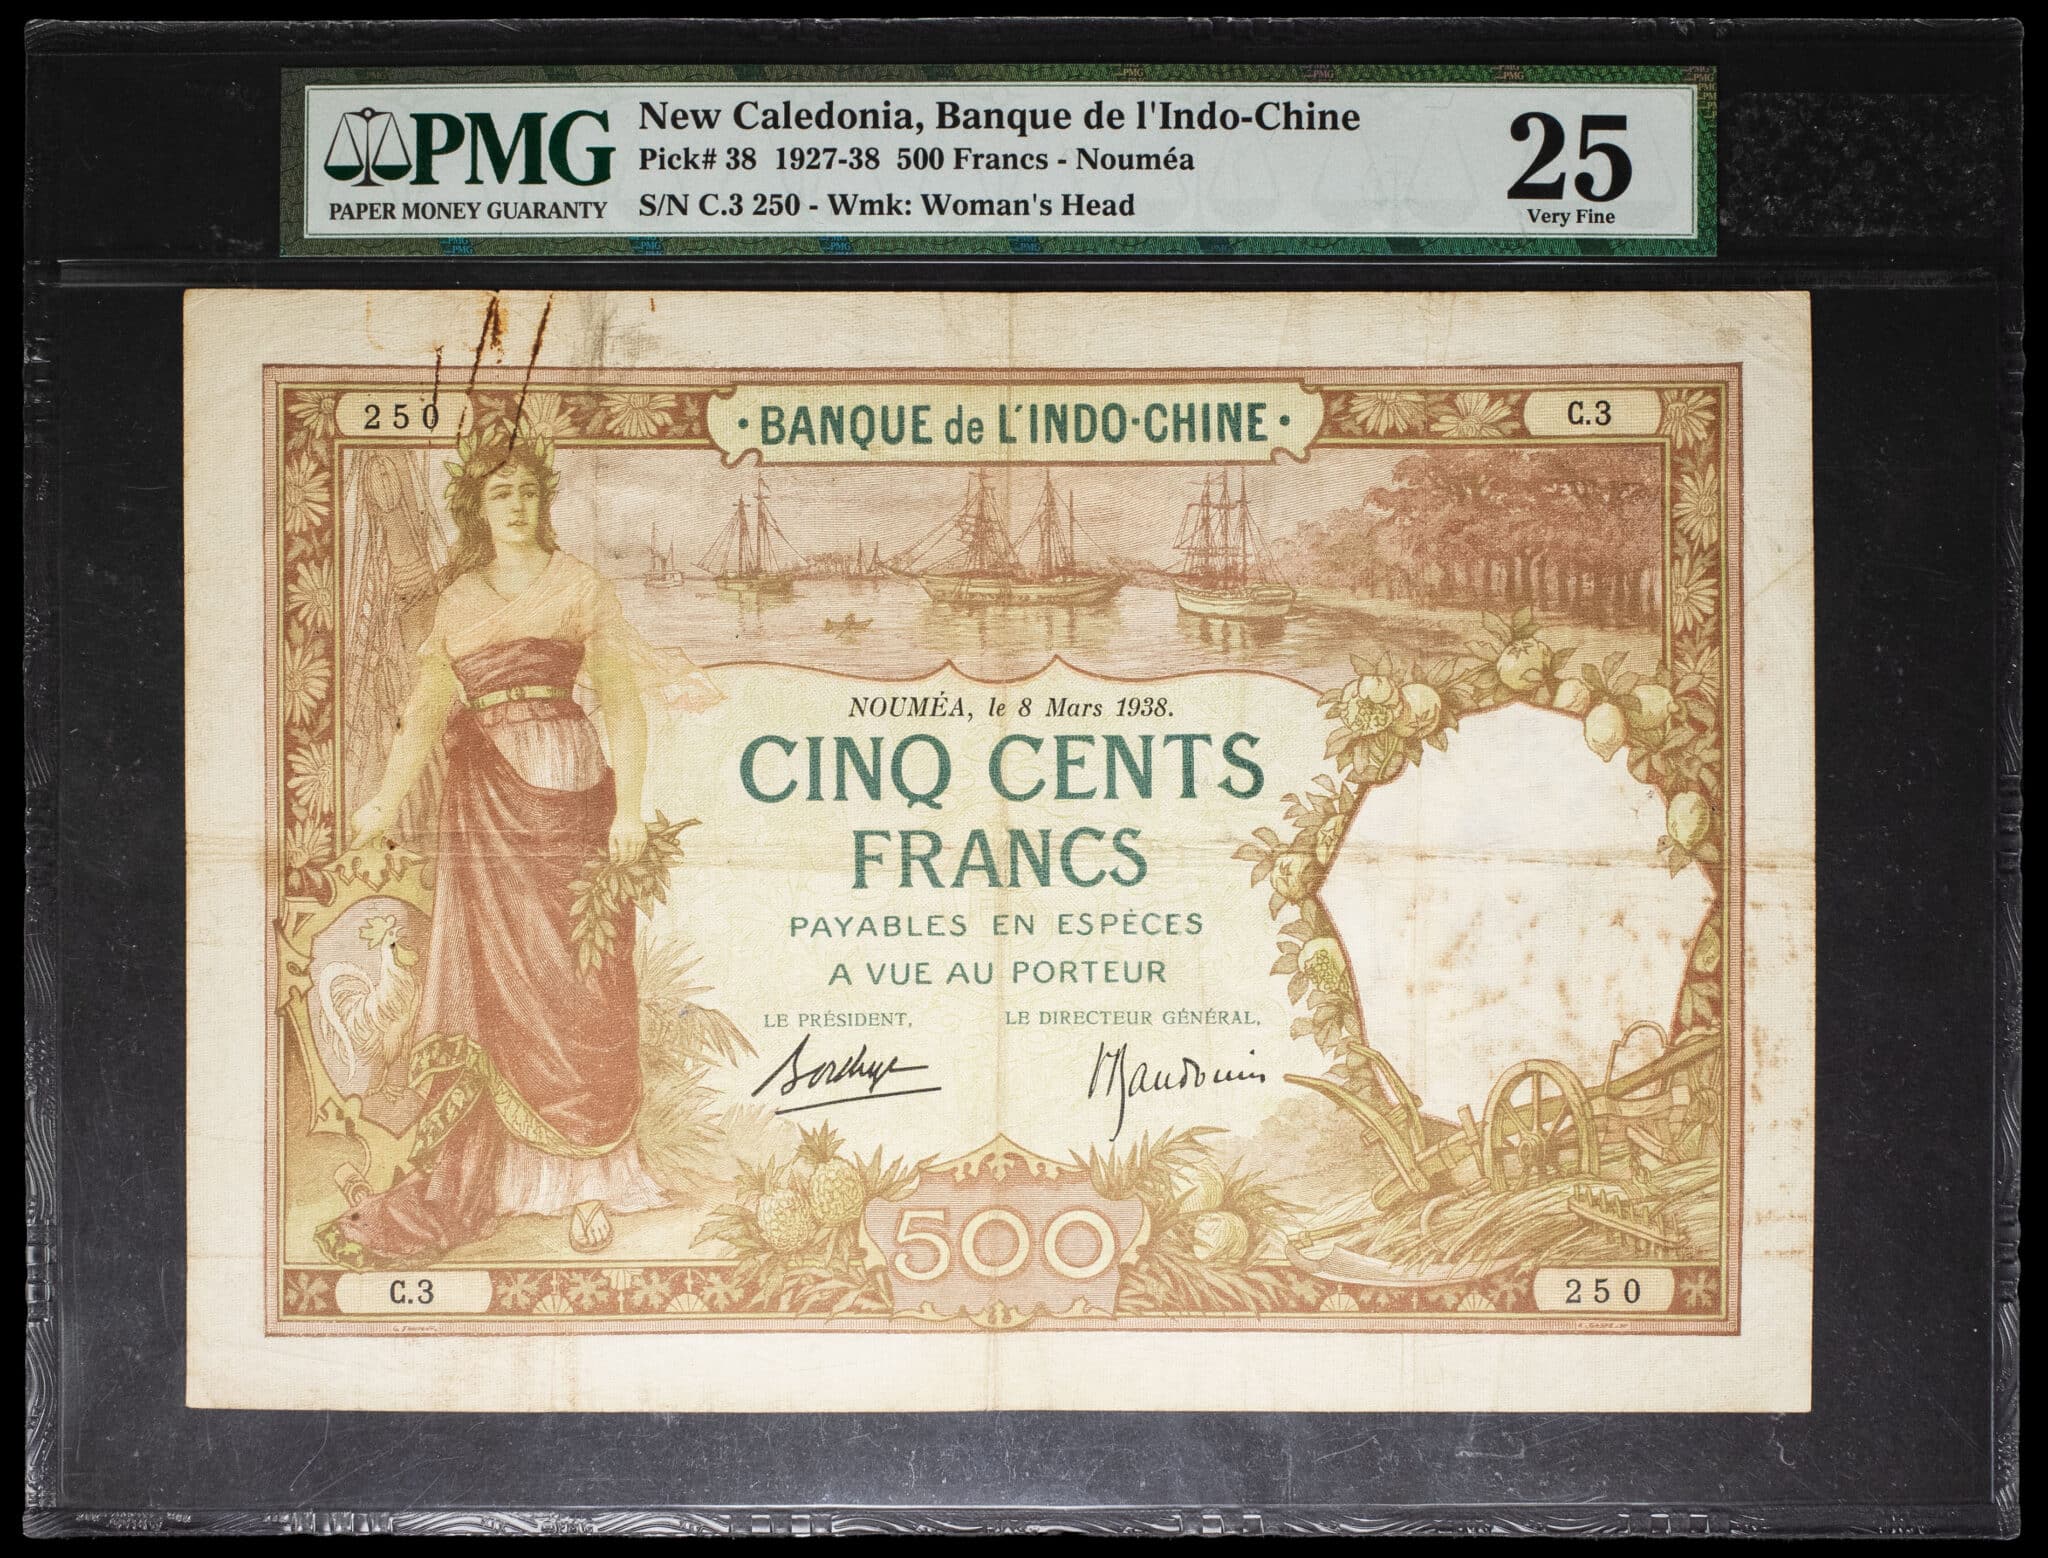 PMG
PAPER MONEY GUARANTY
New Caledonia, Banque de l'Indo-Chine
Pick# 38 1927-38 500 Francs - Nouméa
S/N C.3 250 - Wmk: Woman's Head
25
Very Fine
250
· BANQUE de L'INDO-CHINE ·
C.3
NOUMÉA, le 8 Mars 1938.
CINQ CENTS
FRANCS
PAYABLES EN ESPÈCES
A VUE AU PORTEUR
LE PRÉSIDENT,
LE DIRECTEUR GÉNÉRAL,
500
C.3
250